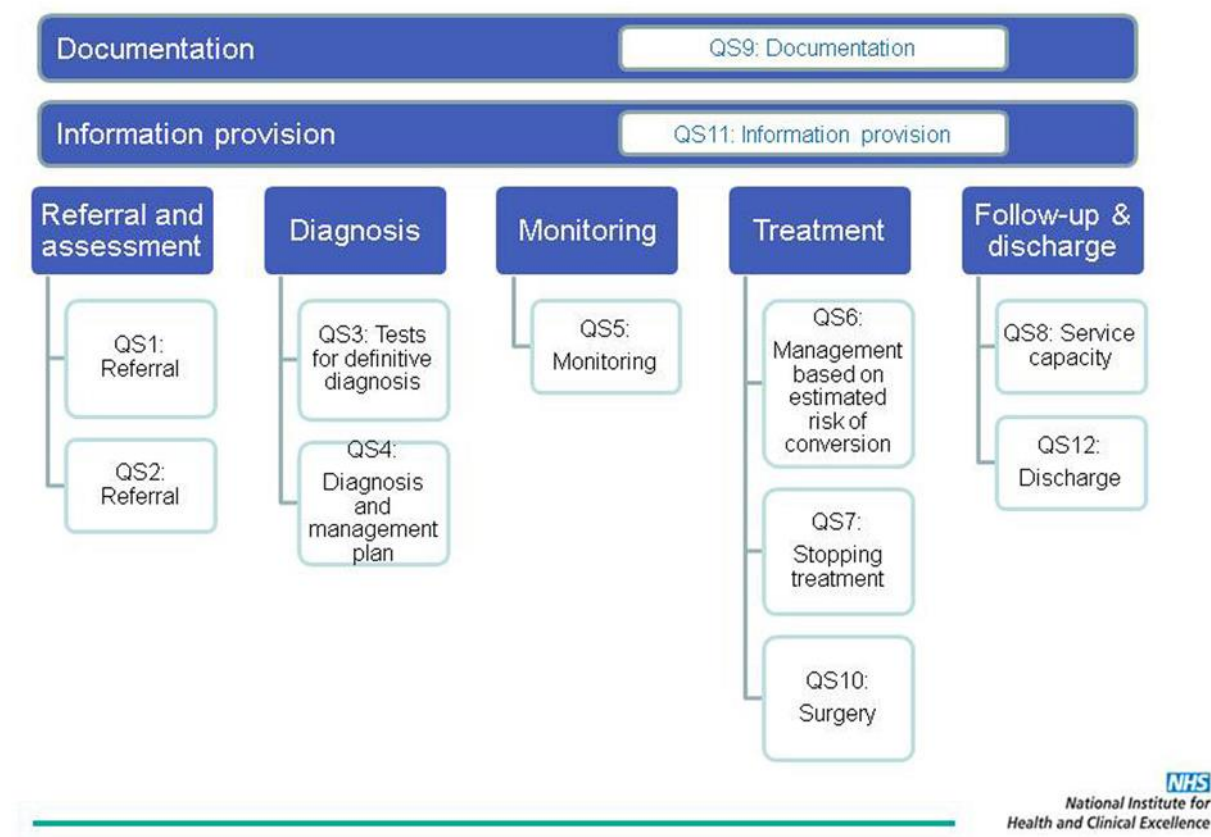 Documentation
QS9: Documentation
Information provision
QS11: Information provision
Referral and
assessment
QS1:
Referral
QS2:
Referral
Diagnosis
QS3: Tests
for definitive
diagnosis
QS4:
Diagnosis
and
management
plan
Monitoring
QS5:
Monitoring
Treatment
QS6:
Management
based on
estimated
risk of
conversion
QS7:
Stopping
treatment
QS10:
Surgery
Follow-up &
discharge
QS8: Service
capacity
QS12:
Discharge
NHS
National Institute for
Health and Clinical Excellence